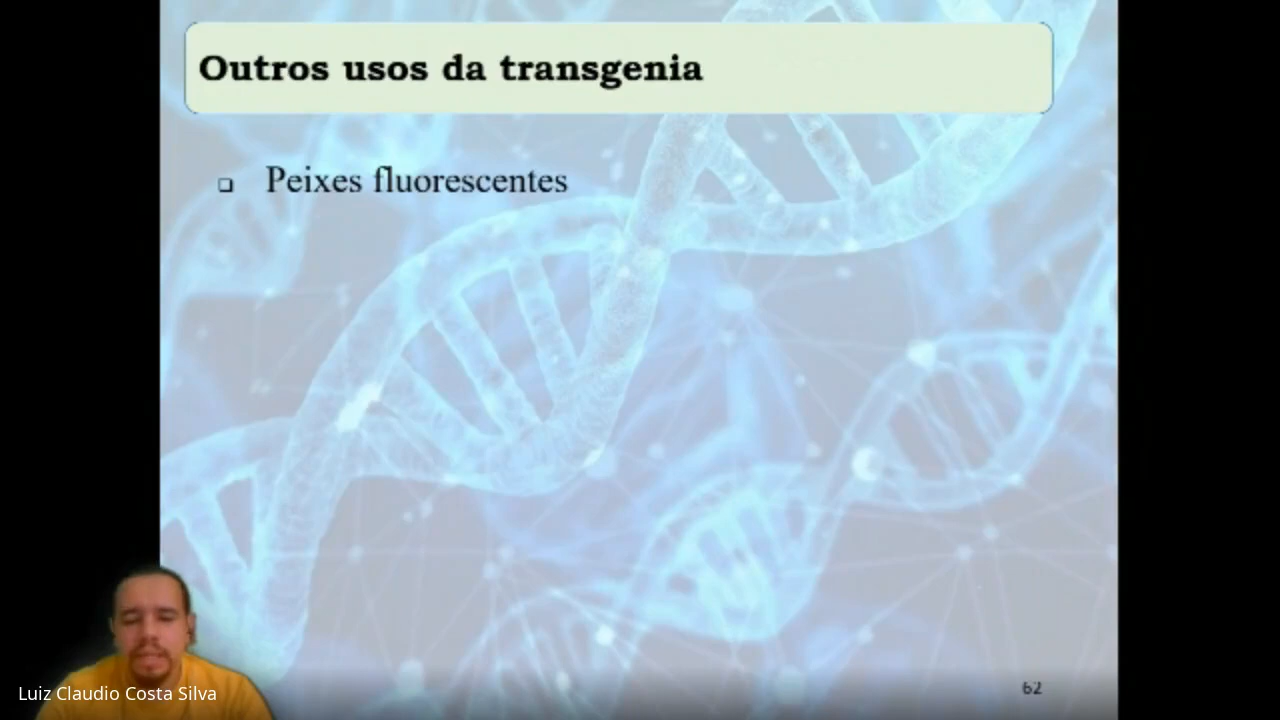 Outros usos da transgenia
Peixes fluorescentes
Luiz Claudio Costa Silva
62